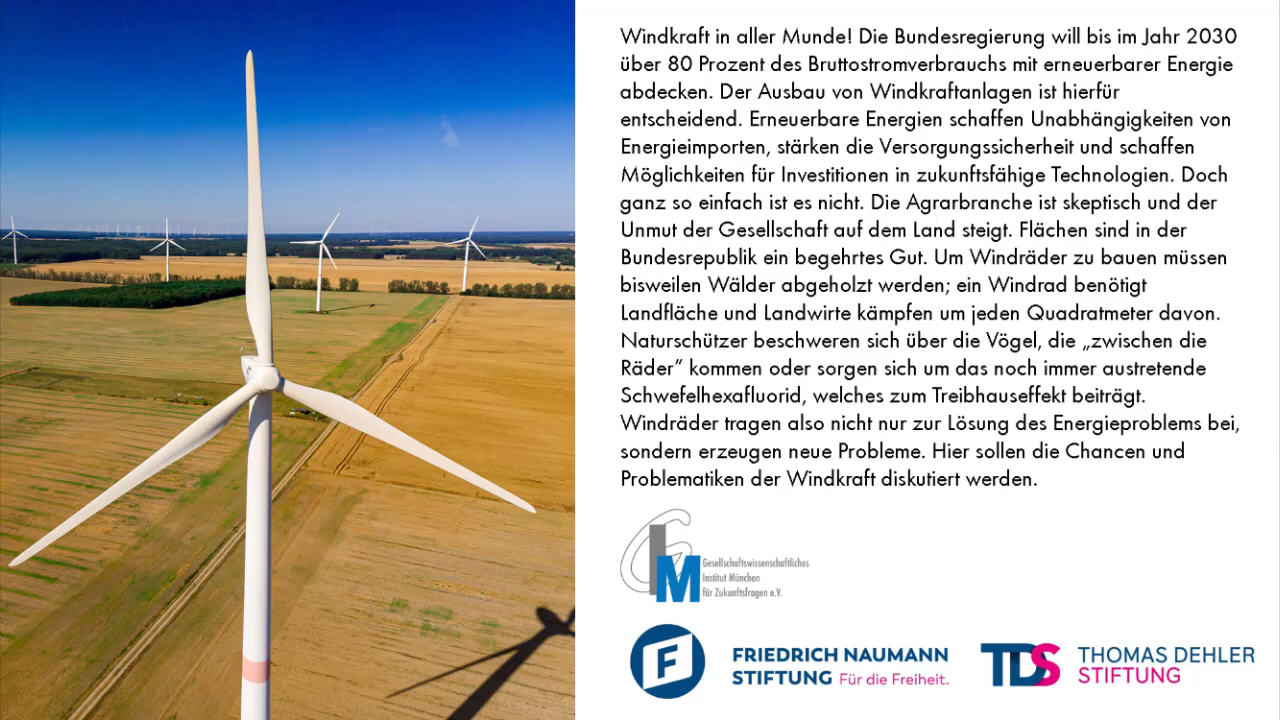 Windkraft in aller Munde! Die Bundesregierung will bis im Jahr 2030
über 80 Prozent des Bruttostromverbrauchs mit erneuerbarer Energie
abdecken. Der Ausbau von Windkraftanlagen ist hierfür
entscheidend. Erneuerbare Energien schaffen Unabhängigkeiten von
Energieimporten, stärken die Versorgungssicherheit und schaffen
Möglichkeiten für Investitionen in zukunftsfähige Technologien. Doch
ganz so einfach ist es nicht. Die Agrarbranche ist skeptisch und der
Unmut der Gesellschaft auf dem Land steigt. Flächen sind in der
Bundesrepublik ein begehrtes Gut. Um Windräder zu bauen müssen
bisweilen Wälder abgeholzt werden; ein Windrad benötigt
Landfläche und Landwirte kämpfen um jeden Quadratmeter davon.
Naturschützer beschweren sich über die Vögel, die „zwischen die
Räder“ kommen oder sorgen sich um das noch immer austretende
Schwefelhexafluorid, welches zum Treibhauseffekt beiträgt.
Windräder tragen also nicht nur zur Lösung des Energieproblems bei,
sondern erzeugen neue Probleme. Hier sollen die Chancen und
Problematiken der Windkraft diskutiert werden.
GIM
Gesellschaftswissenschaftliches
Institut München
für Zukunftsfragen e.V.
F
FRIEDRICH NAUMANN
STIFTUNG Für die Freiheit.
TDS
THOMAS DEHLER
STIFTUNG